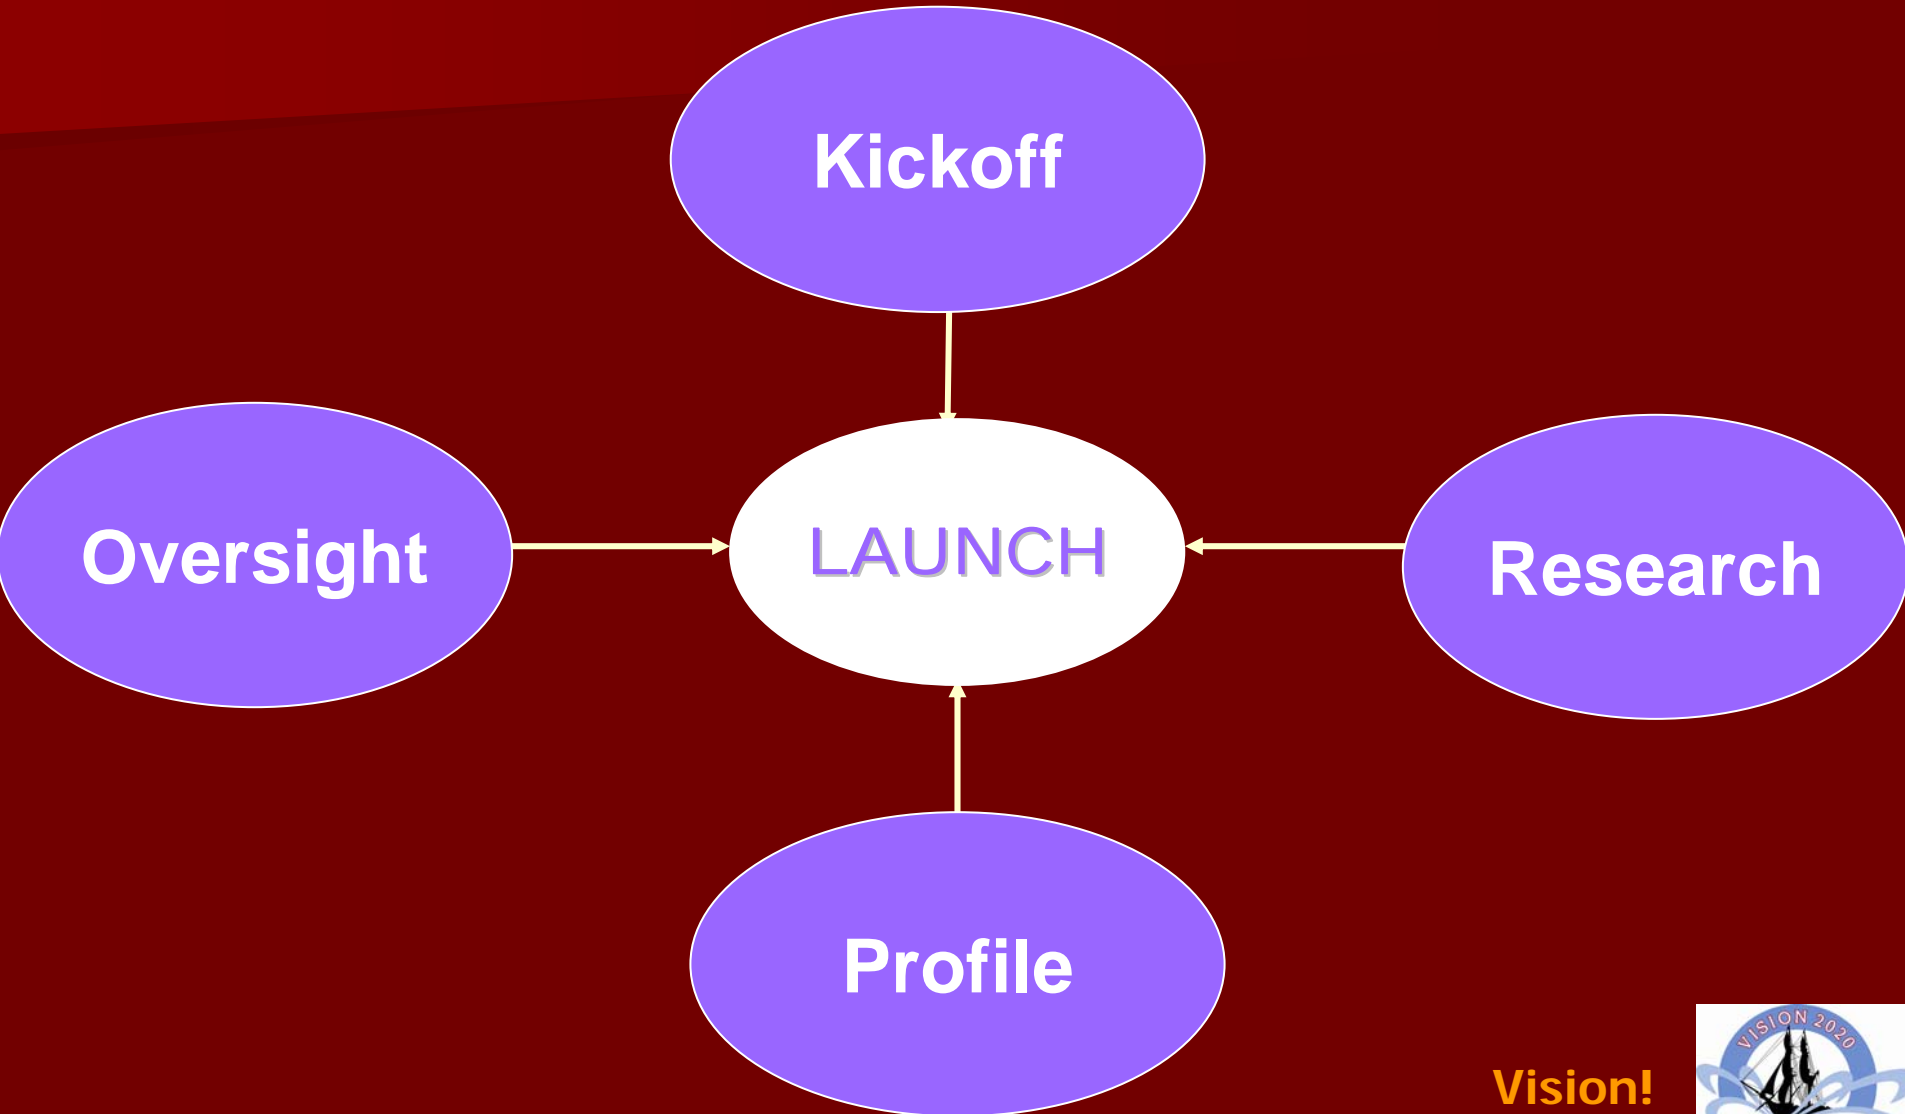 Kickoff
Oversight
LAUNCH
Research
Profile
Vision!
VISION 2020